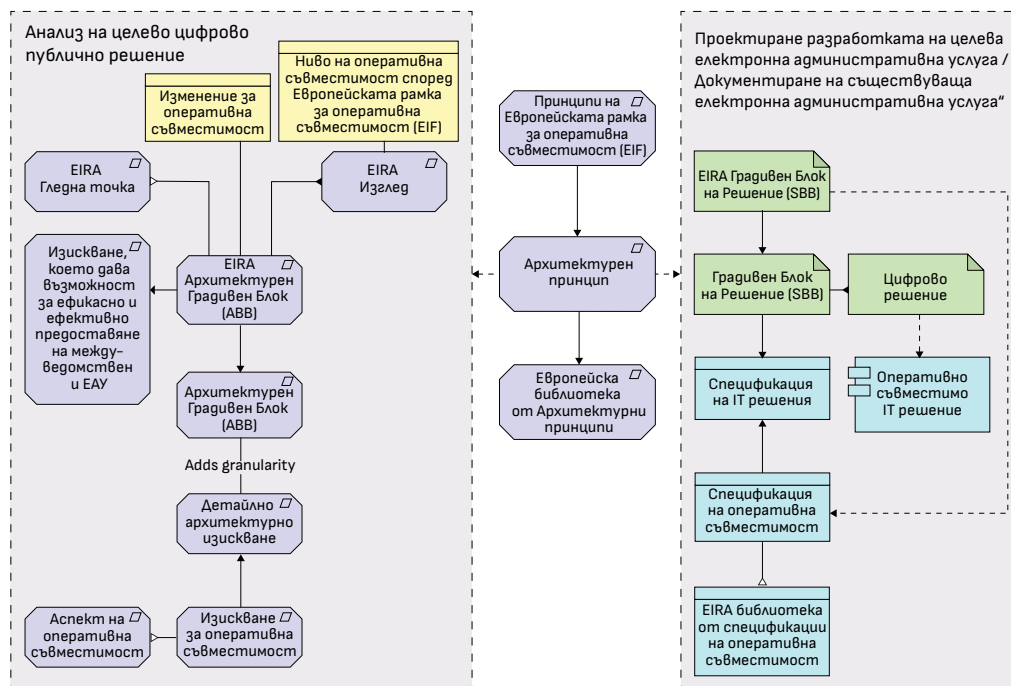 Анализ на целево цифрово
публично решение
Изменение за
оперативна
съвместимост
Ниво на оперативна
съвместимост според
Европейската рамка
за оперативна
съвместимост (EIF)
EIRA
Гледна точка
EIRA
Изглед
Изискване,
което дава
възможност
за ефикасно и
ефективно
предоставяне
на между-
ведомствен
и ЕАУ
EIRA
Архитектурен
Градивен Блок
(ABB)
Архитектурен
Градивен Блок
(ABB)
Adds granularity
Детайлно
архитектурно
изискване
Аспект на
оперативна
съвместимост
Изискване
за оперативна
съвместимост
Принципи на
Европейската рамка
за оперативна
съвместимост (EIF)
Архитектурен
принцип
Европейска
библиотека
от Архитектурни
принципи
Проектиране разработката на целева
електронна административна услуга /
Документиране на съществуваща
електронна административна услуга“
EIRA Градивен Блок
на Решение (SBB)
Градивен Блок
на Решение (SBB)
Цифрово
решение
Спецификация
на IT решения
Оперативно
съвместимо
IT решение
Спецификация
на оперативна
съвместимост
EIRA библиотека
от спецификации
на оперативна
съвместимост